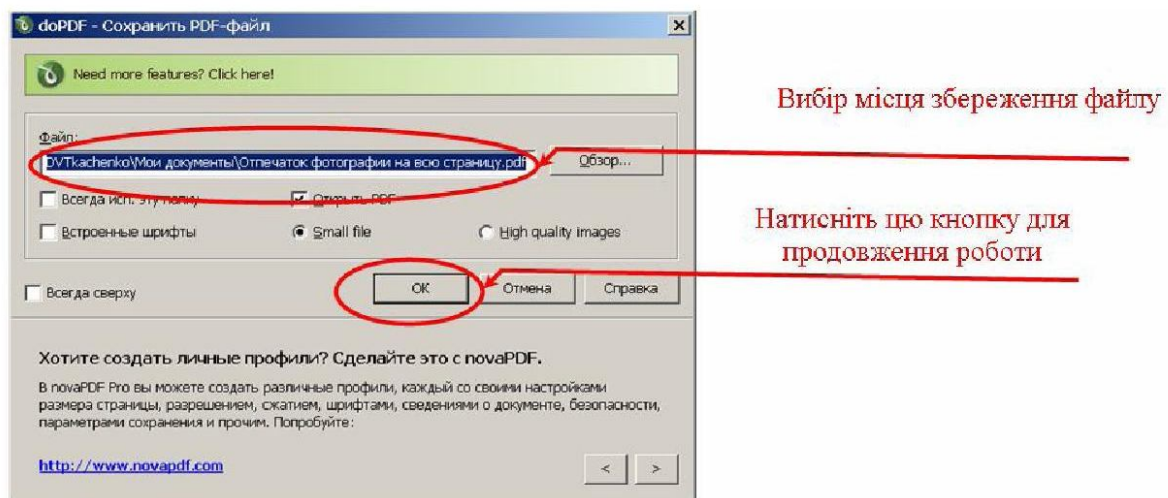 doPDF - Сохранить PDF-файл
Need more features? Click here!
Вибір місця збереження файлу
Файл:
DVTkachenko\Мои документы\Отпечаток фотографии на всю страницу.pdf
Обзор...
Всегда исп. эту папку
Открыть PDF
Натисніть цю кнопку для
продовження роботи
Встроенные шрифты
Small file
High quality images
Всегда сверху
OK
Отмена
Справка
Хотите создать личные профили? Сделайте это с novaPDF.
В novaPDF Pro вы можете создать различные профили, каждый со своими настройками
размера страницы, разрешением, сжатием, шрифтами, сведениями о документе, безопасности,
параметрами сохранения и прочим. Попробуйте:
http://www.novapdf.com
< >